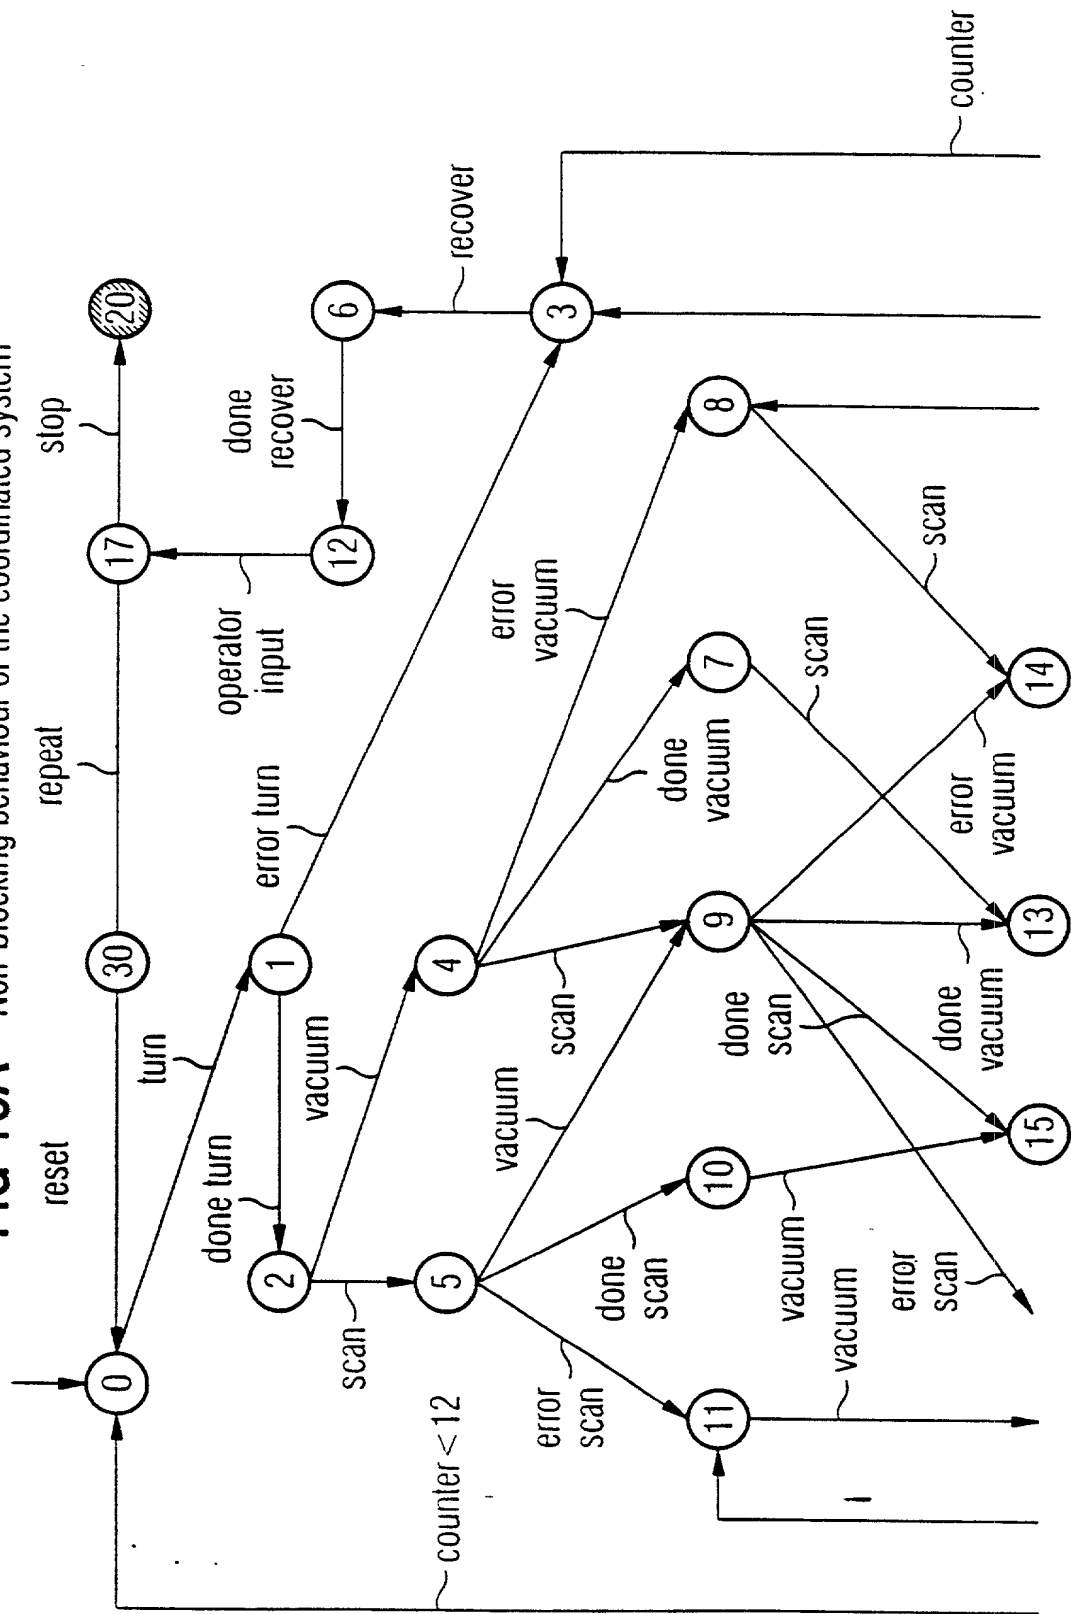 Non blocking behaviour of the coordinated system
reset
repeat
stop
0
30
17
20
turn
operator
input
done
recover
done turn
error turn
2
1
12
6
vacuum
scan
recover
counter < 12
5
4
error
vacuum
3
counter
error
scan
done
scan
vacuum
scan
done
vacuum
11
10
9
7
8
vacuum
vacuum
error
scan
done
scan
done
vacuum
error
vacuum
scan
scan
15
13
14